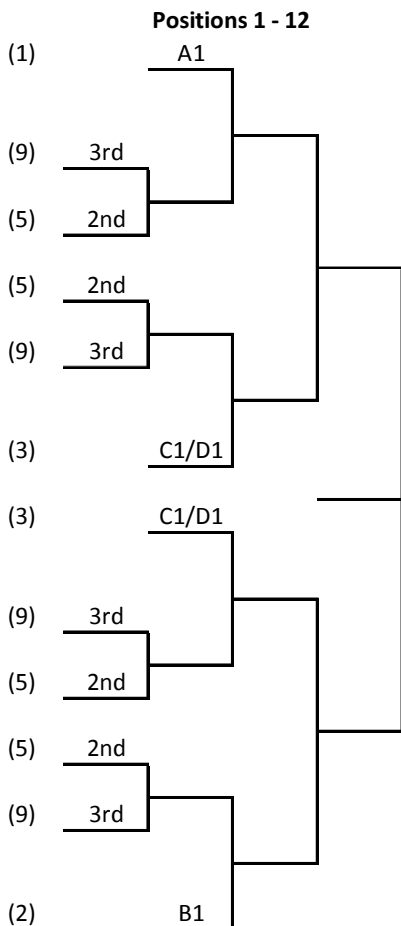 Positions 1 - 12
(1) A1
(9) 3rd
(5) 2nd
(5) 2nd
(9) 3rd
(3) C1/D1
(3) C1/D1
(9) 3rd
(5) 2nd
(5) 2nd
(9) 3rd
(2) B1